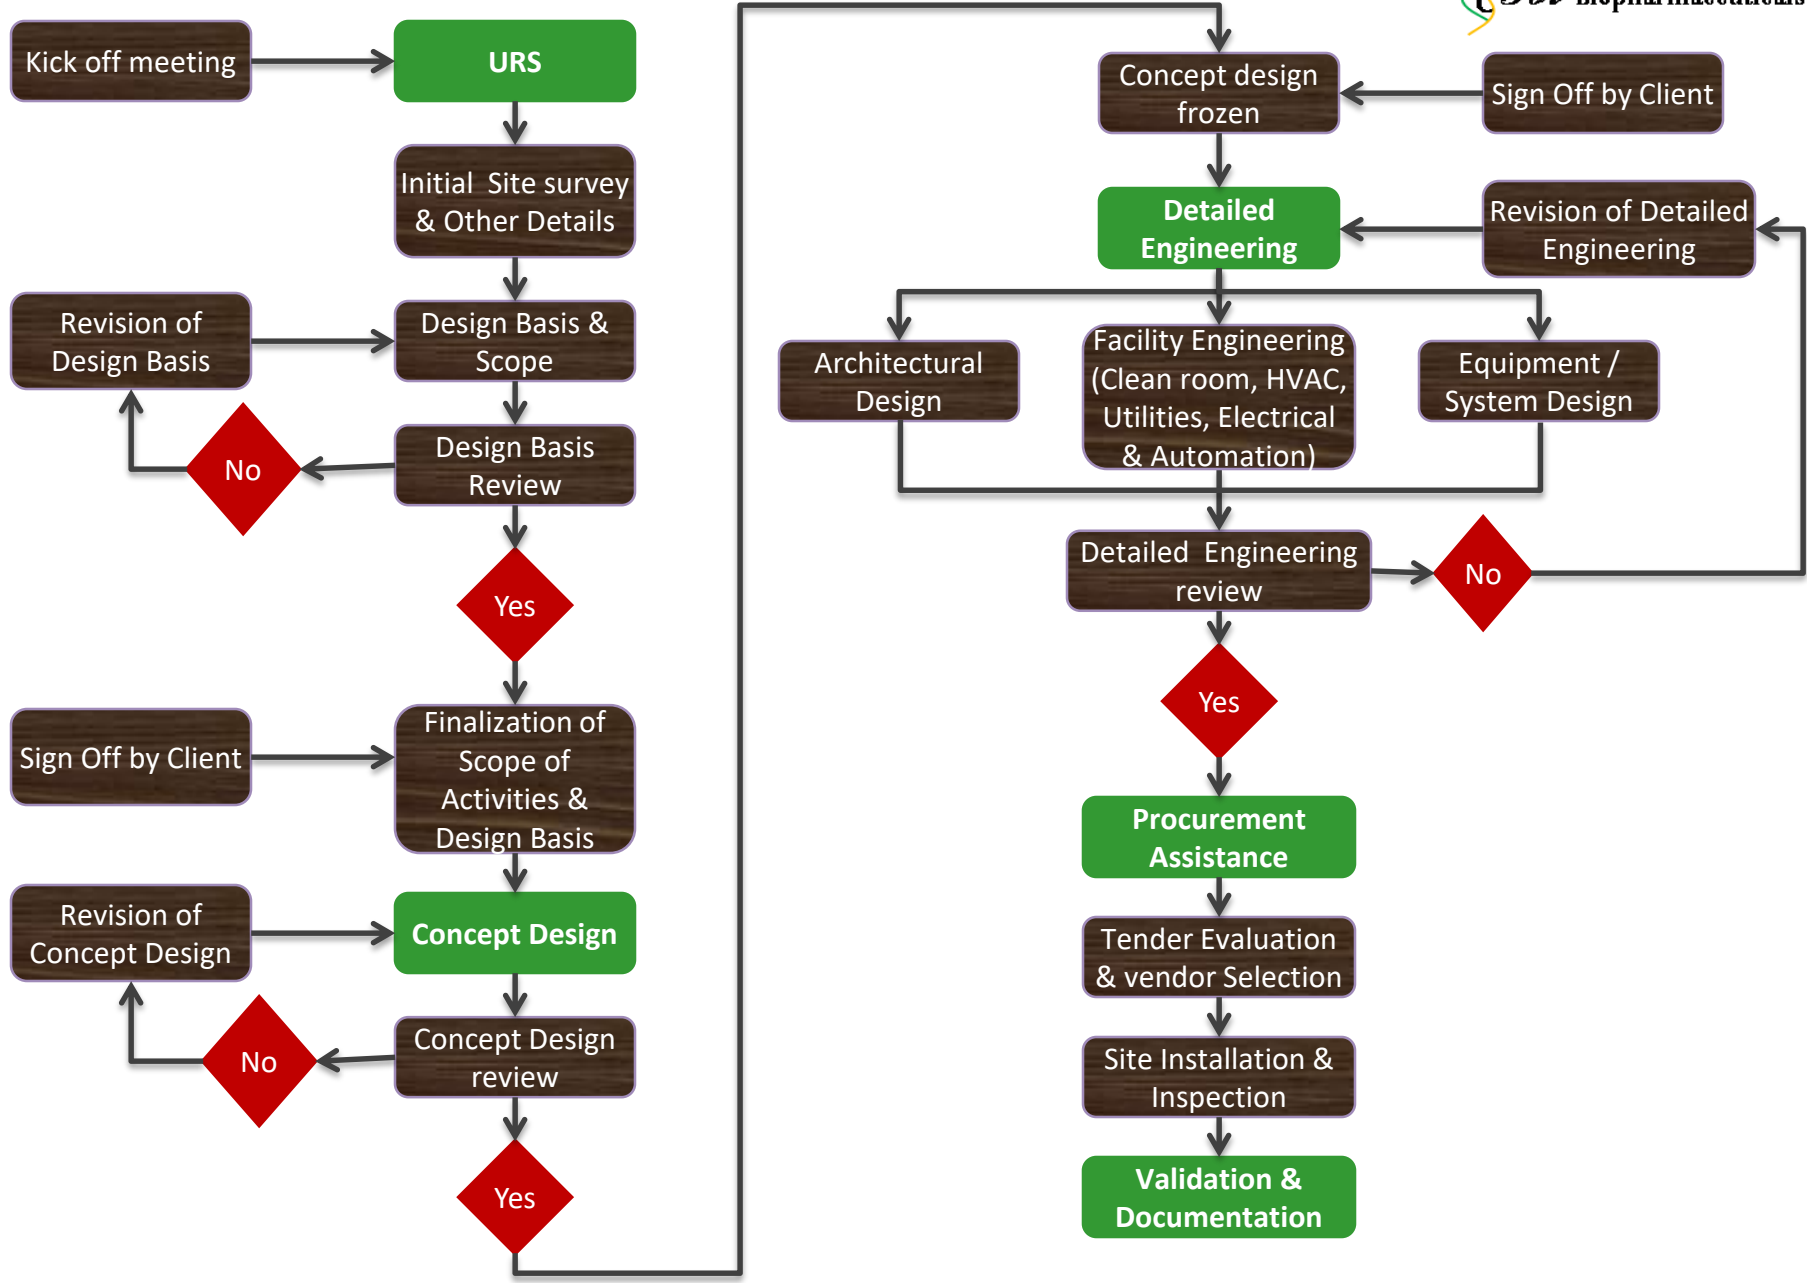 Kick off meeting
URS
Initial Site survey
& Other Details
Revision of
Design Basis
Design Basis &
Scope
No
Design Basis
Review
Yes
Sign Off by Client
Finalization of
Scope of
Activities &
Design Basis
Revision of
Concept Design
Concept Design
No
Concept Design
review
Yes
Concept design
frozen
Sign Off by Client
Detailed
Engineering
Revision of Detailed
Engineering
Architectural
Design
Facility Engineering
(Clean room, HVAC,
Utilities, Electrical
& Automation)
Equipment /
System Design
Detailed Engineering
review
No
Yes
Procurement
Assistance
Tender Evaluation
& vendor Selection
Site Installation &
Inspection
Validation &
Documentation